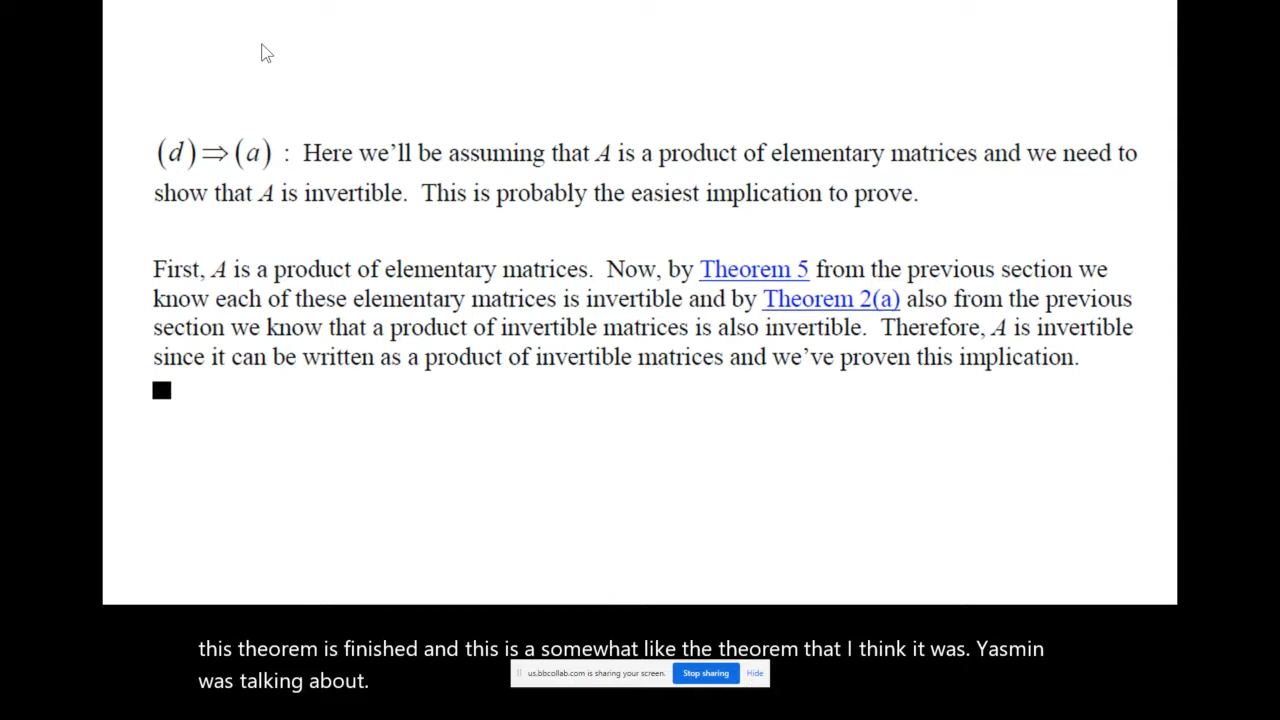 (d)⇒(a) : Here we'll be assuming that A is a product of elementary matrices and we need to
show that A is invertible. This is probably the easiest implication to prove.
First, A is a product of elementary matrices. Now, by Theorem 5 from the previous section we
know each of these elementary matrices is invertible and by Theorem 2(a) also from the previous
section we know that a product of invertible matrices is also invertible. Therefore, A is invertible
since it can be written as a product of invertible matrices and we've proven this implication.
this theorem is finished and this is a somewhat like the theorem that I think it was. Yasmin
was talking about.
us.bbcollab.com is sharing your screen. Stop sharing Hide